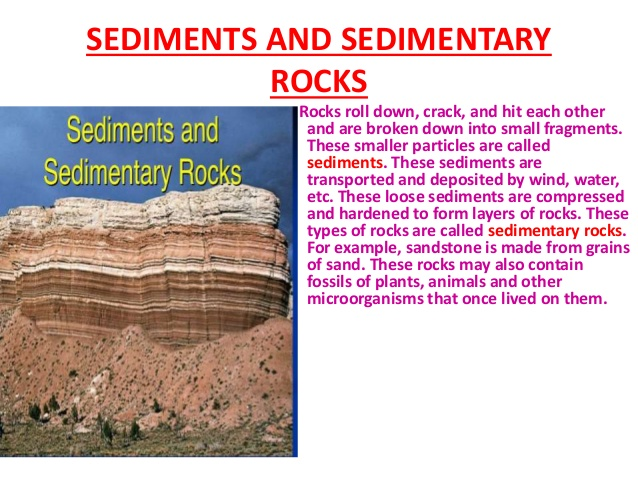 SEDIMENTS AND SEDIMENTARY
ROCKS
Sediments and
Sedimentary Rocks
Rocks roll down, crack, and hit each other
and are broken down into small fragments.
These smaller particles are called
sediments. These sediments are
transported and deposited by wind, water,
etc. These loose sediments are compressed
and hardened to form layers of rocks. These
types of rocks are called sedimentary rocks.
For example, sandstone is made from grains
of sand. These rocks may also contain
fossils of plants, animals and other
microorganisms that once lived on them.